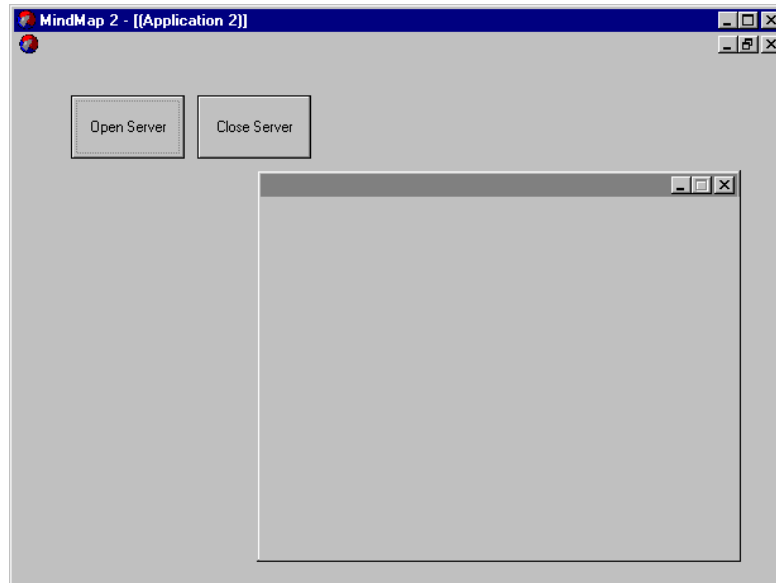 MindMap 2 - [(Application 2)]
Open Server
Close Server